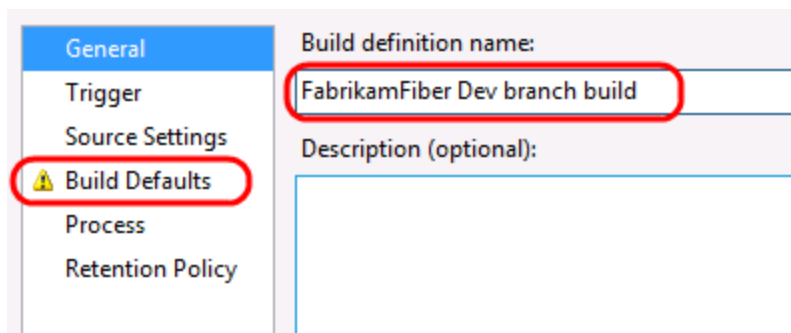 General
Trigger
Source Settings
Build Defaults
Process
Retention Policy
Build definition name:
FabrikamFiber Dev branch build
Description (optional):